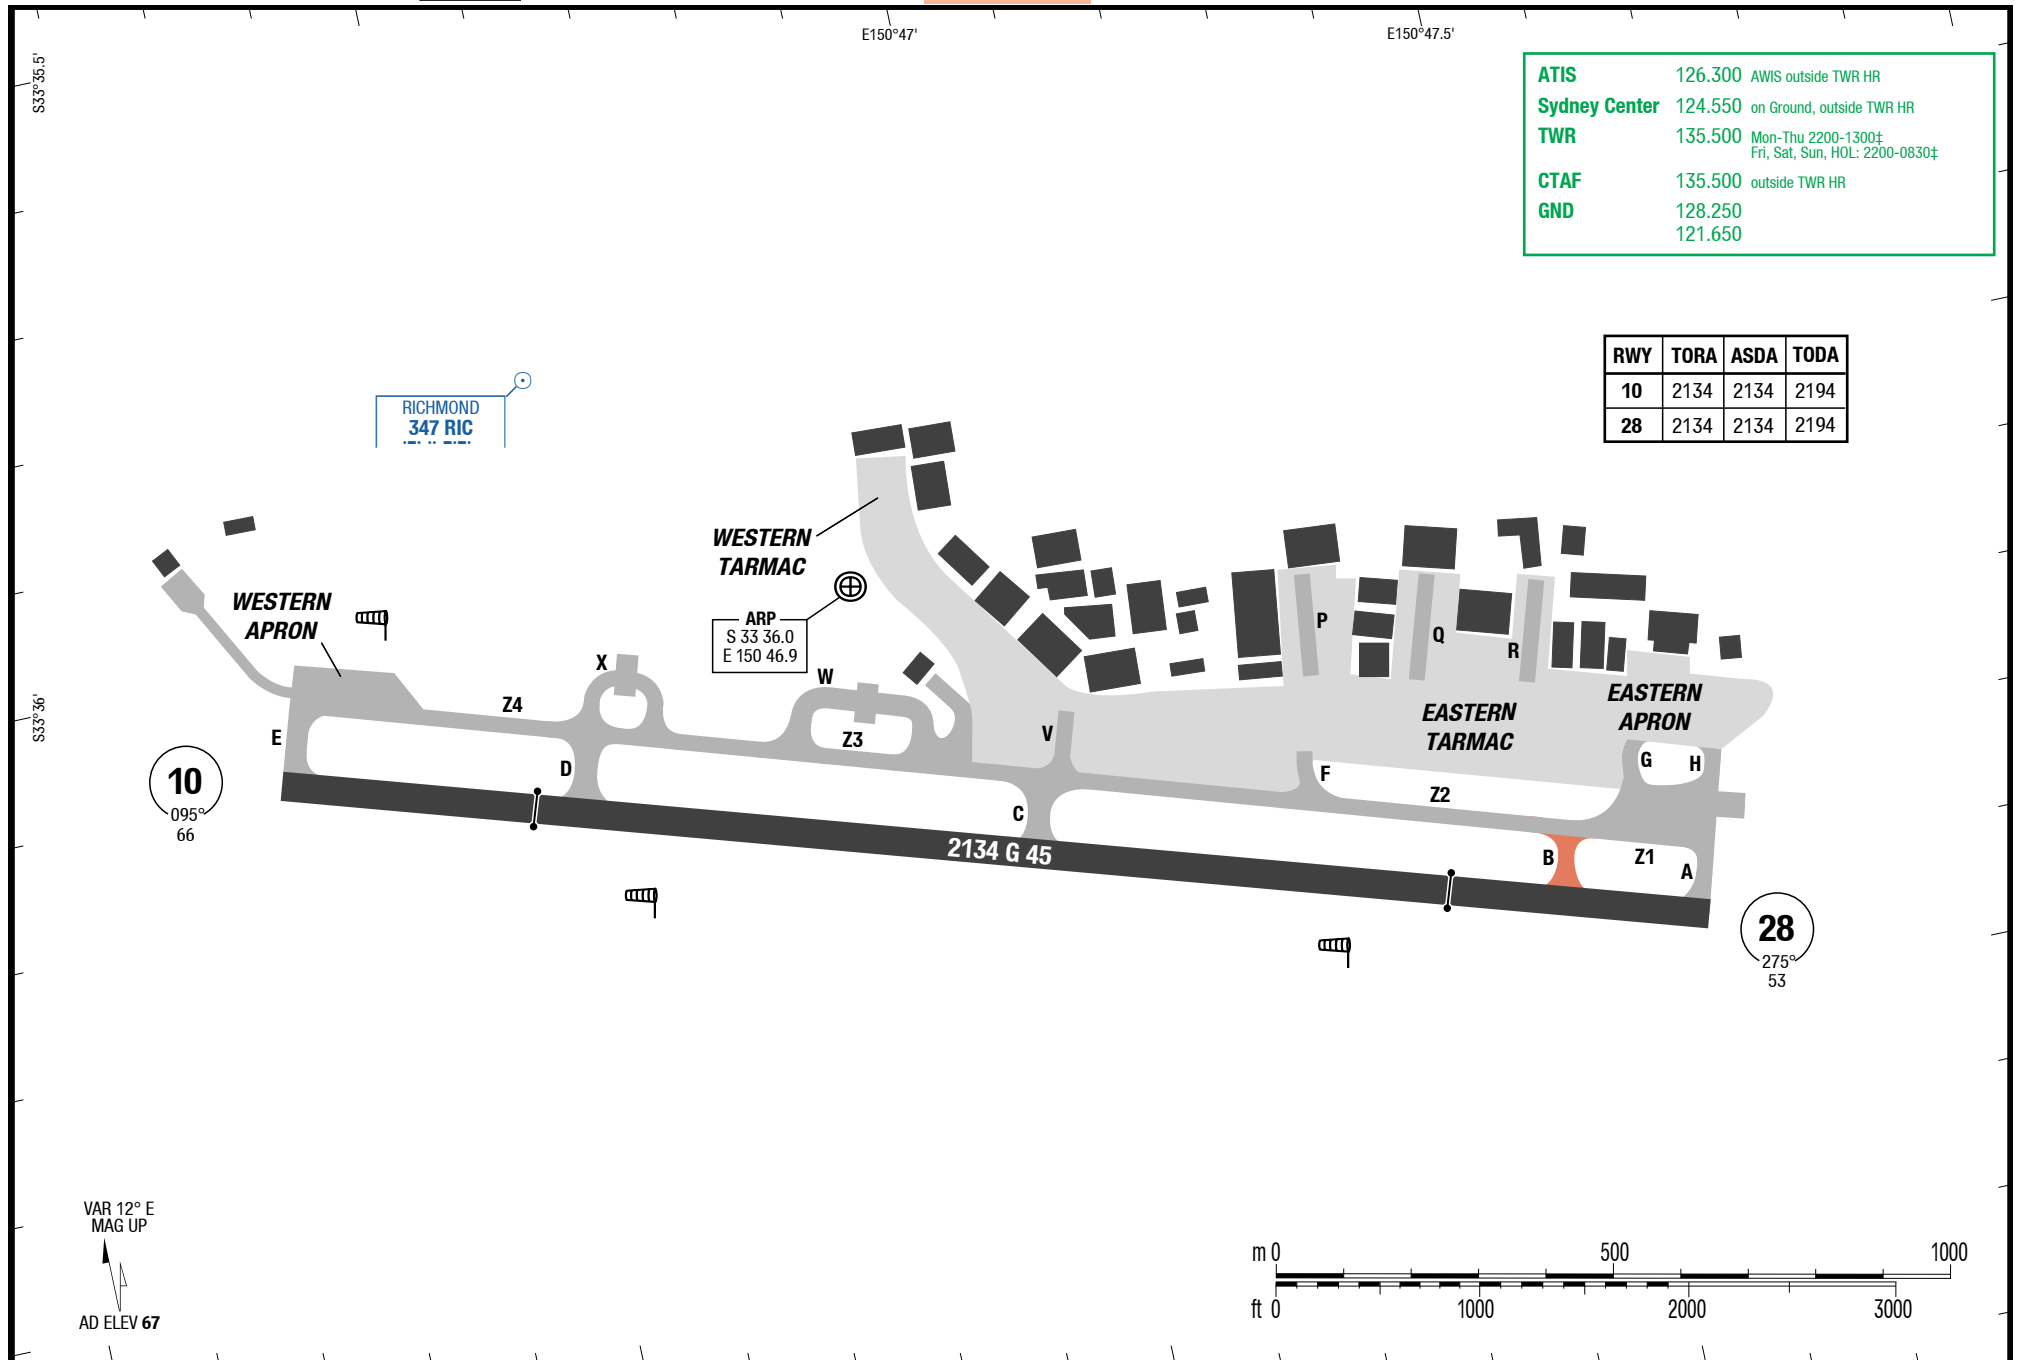 E150°47'
E150°47.5'
S33°35.5'
ATIS 126.300 AWIS outside TWR HR
Sydney Center 124.550 on Ground, outside TWR HR
TWR 135.500 Mon-Thu 2200-1300‡
Fri, Sat, Sun, HOL: 2200-0830‡
CTAF 135.500 outside TWR HR
GND 128.250
121.650
RWY TORA ASDA TODA
10 2134 2134 2194
28 2134 2134 2194
RICHMOND
347 RIC
WESTERN
TARMAC
WESTERN
APRON
ARP
S 33 36.0
E 150 46.9
P
Q
R
X
W
Z4
Z3
V
E
D
C
F
Z2
EASTERN
TARMAC
EASTERN
APRON
G
H
B
Z1
A
S33°36'
10
095°
66
2134 G 45
28
275°
53
VAR 12° E
MAG UP
AD ELEV 67
m 0 500 1000
ft 0 1000 2000 3000